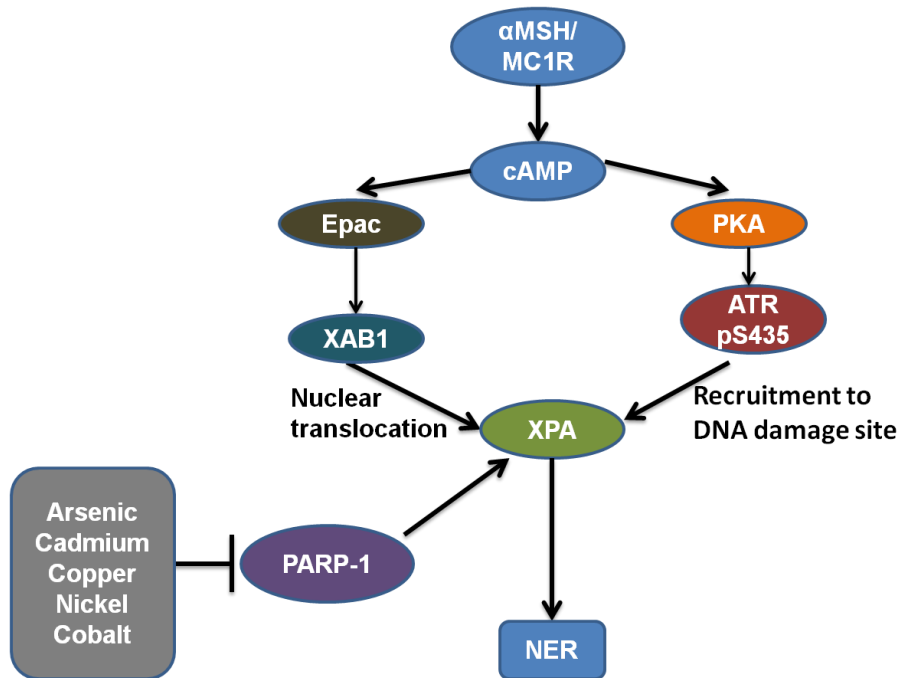 αMSH/
MC1R
cAMP
Epac
PKA
XAB1
ATR
pS435
Nuclear
translocation
Recruitment to
DNA damage site
XPA
Arsenic
Cadmium
Copper
Nickel
Cobalt
PARP-1
NER